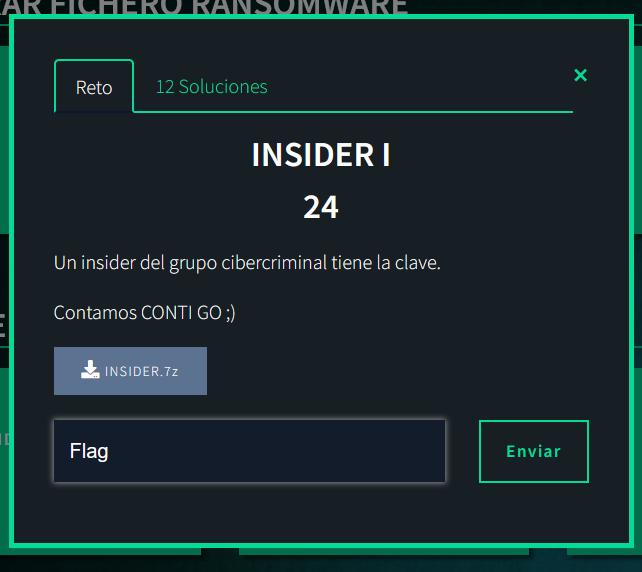 AR FICHERO RANSOMWARE
Reto
12 Soluciones
×
INSIDER I
24
Un insider del grupo cibercriminal tiene la clave.
Contamos CONTI GO ;)
INSIDER.7z
Flag
Enviar